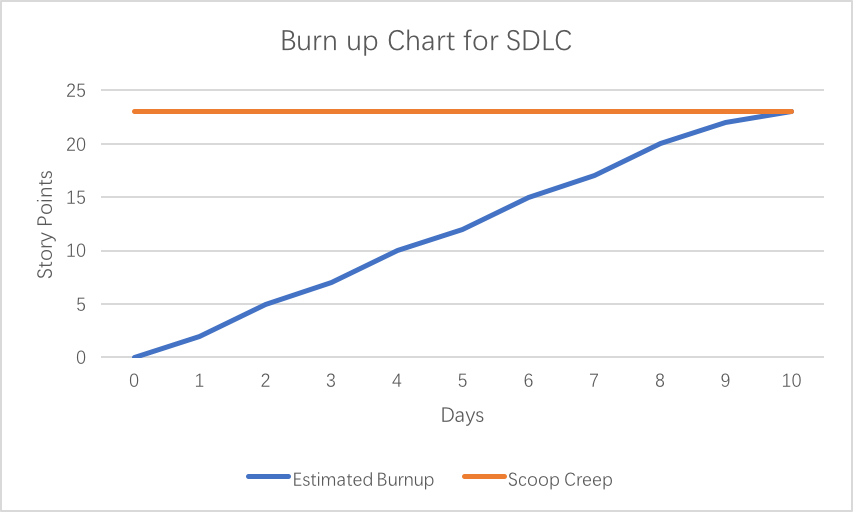 Burn up Chart for SDLC
25
20
15
10
5
0
Story Points
0 1 2 3 4 5 6 7 8 9 10
Days
Estimated Burnup Scoop Creep